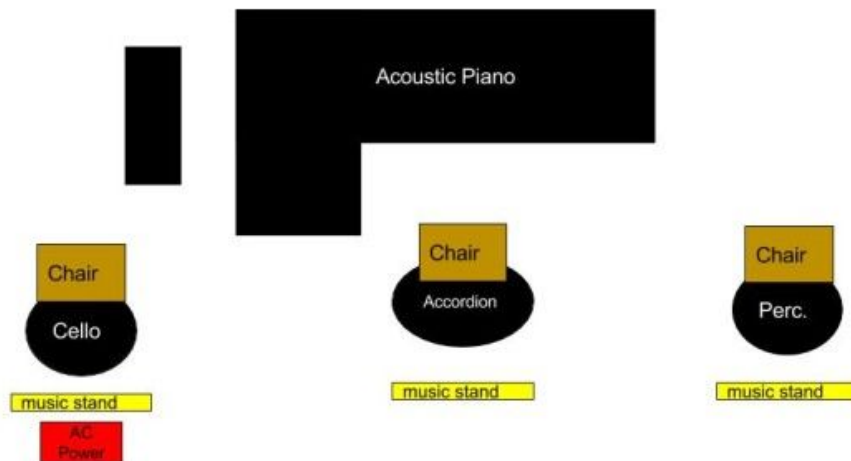 Acoustic Piano
Chair
Chair
Chair
Cello
Accordion
Perc.
music stand
music stand
music stand
AC
Power